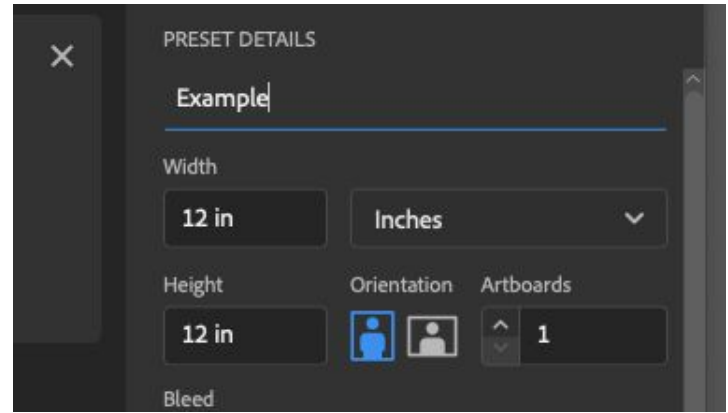 PRESET DETAILS
Example
Width
12 in
Inches
Height
Orientation
Artboards
12 in
1
Bleed